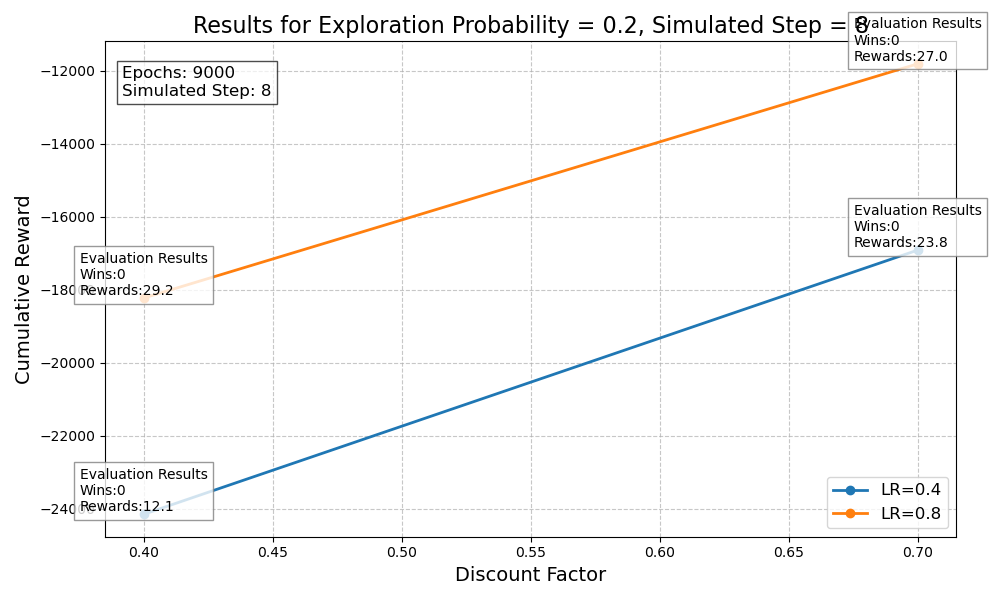 Results for Exploration Probability = 0.2, Simulated Step = 8
Evaluation Results
Wins:0
Rewards:27.0
Epochs: 9000
Simulated Step: 8
Evaluation Results
Wins:0
Rewards:23.8
Evaluation Results
Wins:0
Rewards:29.2
Evaluation Results
Wins:0
Rewards:12.1
Cumulative Reward
−12000
−14000
−16000
−18000
−20000
−22000
−24000
LR=0.4
LR=0.8
0.40 0.45 0.50 0.55 0.60 0.65 0.70
Discount Factor